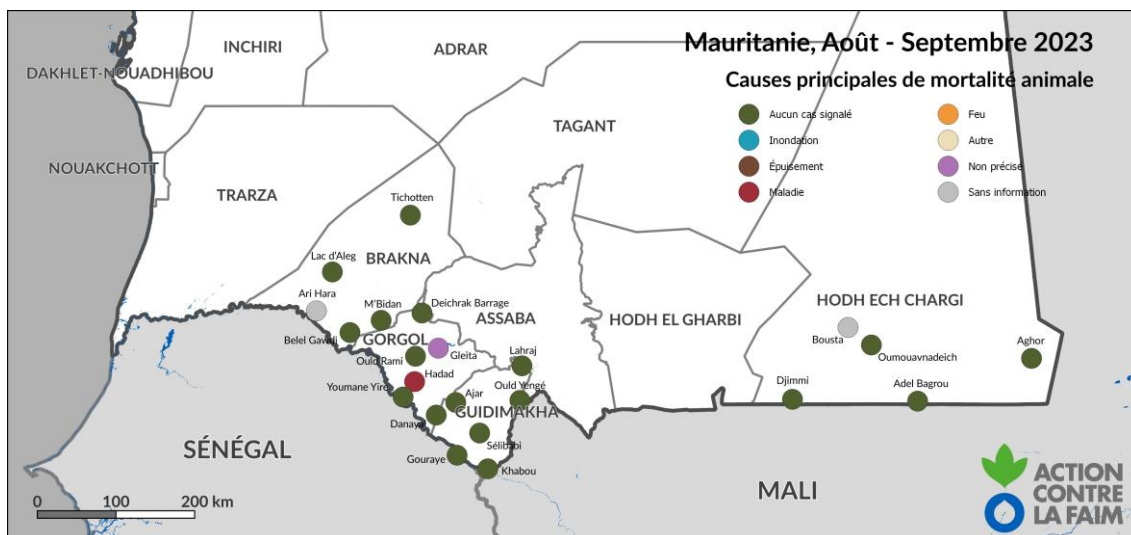 Mauritanie, Août - Septembre 2023
Causes principales de mortalité animale
Aucun cas signalé
Inondation
Épuisement
Maladie
Feu
Autre
Non précisé
Sans information
INCHIRI
ADRAR
DAKHLET-NOUADHIBOU
TAGANT
NOUAKCHOTT
TRARZA
Tichotten
BRAKNA
Lac d'Aleg
Ari Hara
M'Bidan
Deichrak Barrage
ASSABA
HODH EL GHARBI
HODH ECH CHARGI
Belel Gawdi
GORGOL
Gleita
Ould Rami
Hadad
Lahraj
Bousta
Oumouavnadeich
Aghor
Youmane Yiré
Ajar
Ould Yengé
GUIDIMAKHA
Djimmi
Adel Bagrou
Danaya
Sélibabi
Gouraye
Khabou
SÉNÉGAL
MALI
0 100 200 km
ACTION
CONTRE
LA FAIM